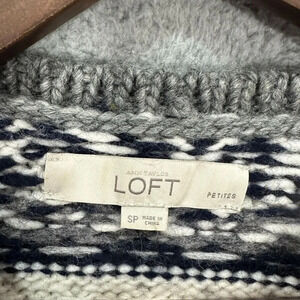 ANN TAYLOR
LOFT
PETITES
SP MADE IN
CHINA